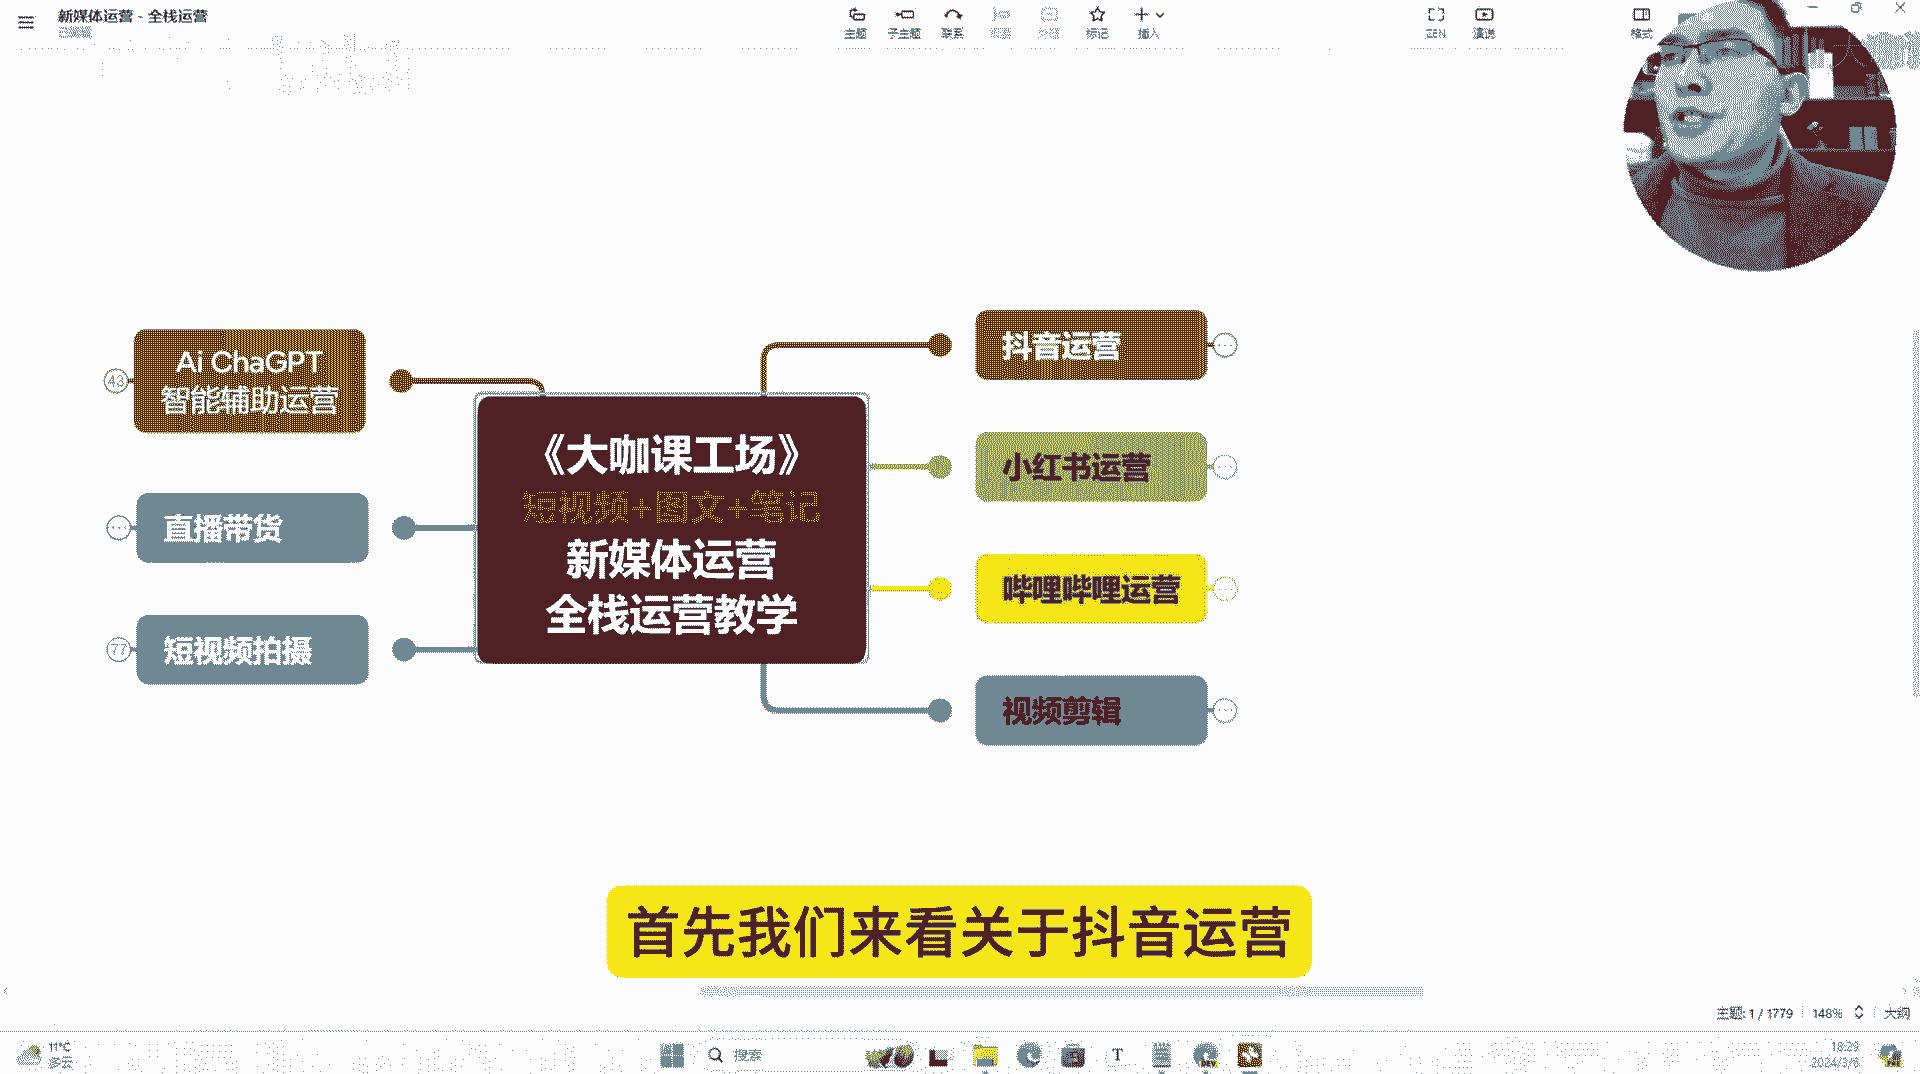 新媒体运营 - 全栈运营
已编辑
主题
子主题
联系
概要
外框
标记
插入
ZEN
演说
格式
Ai ChaGPT
智能辅助运营
43
直播带货
短视频拍摄
77
《大咖课工场》
短视频+图文+笔记
新媒体运营
全栈运营教学
抖音运营
小红书运营
哔哩哔哩运营
视频剪辑
首先我们来看关于抖音运营
主题: 1 / 1779
148%
大纲
11°C
多云
搜索
18:29
2024/3/6